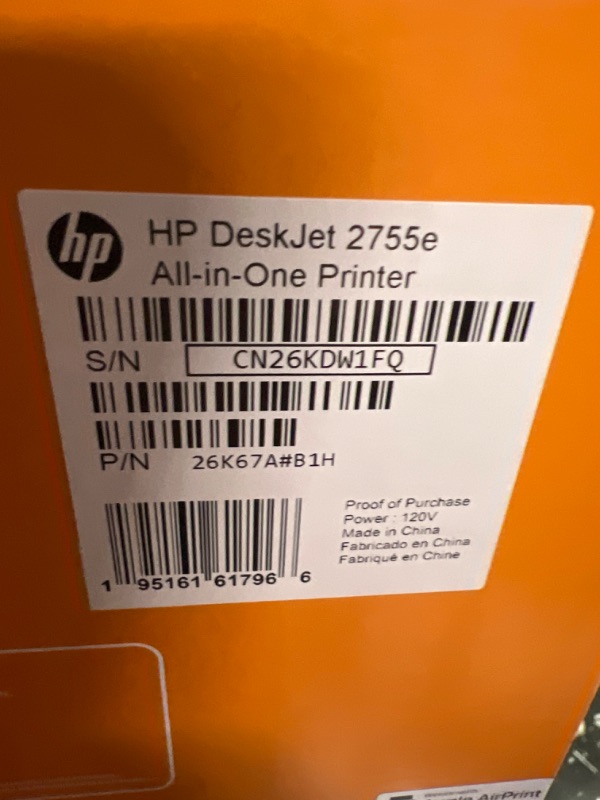 hp
HP DeskJet 2755e
All-in-One Printer
S/N CN26KDW1FQ
P/N 26K67A#B1H
Proof of Purchase
Power : 120V
Made in China
Fabricado en China
Fabriqué en Chine
1 95161 61796 6
AirPrint